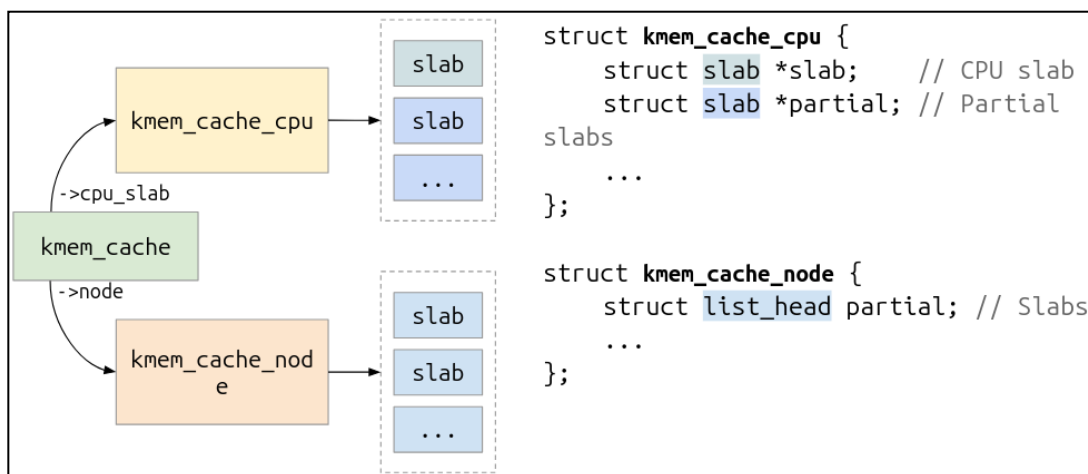 kmem_cache_cpu
->cpu_slab
kmem_cache
->node
kmem_cache_nod
e
slab
slab
...
slab
slab
...
struct kmem_cache_cpu {
    struct slab *slab;    // CPU slab
    struct slab *partial; // Partial
slabs
    ...
};
struct kmem_cache_node {
    struct list_head partial; // Slabs
    ...
};